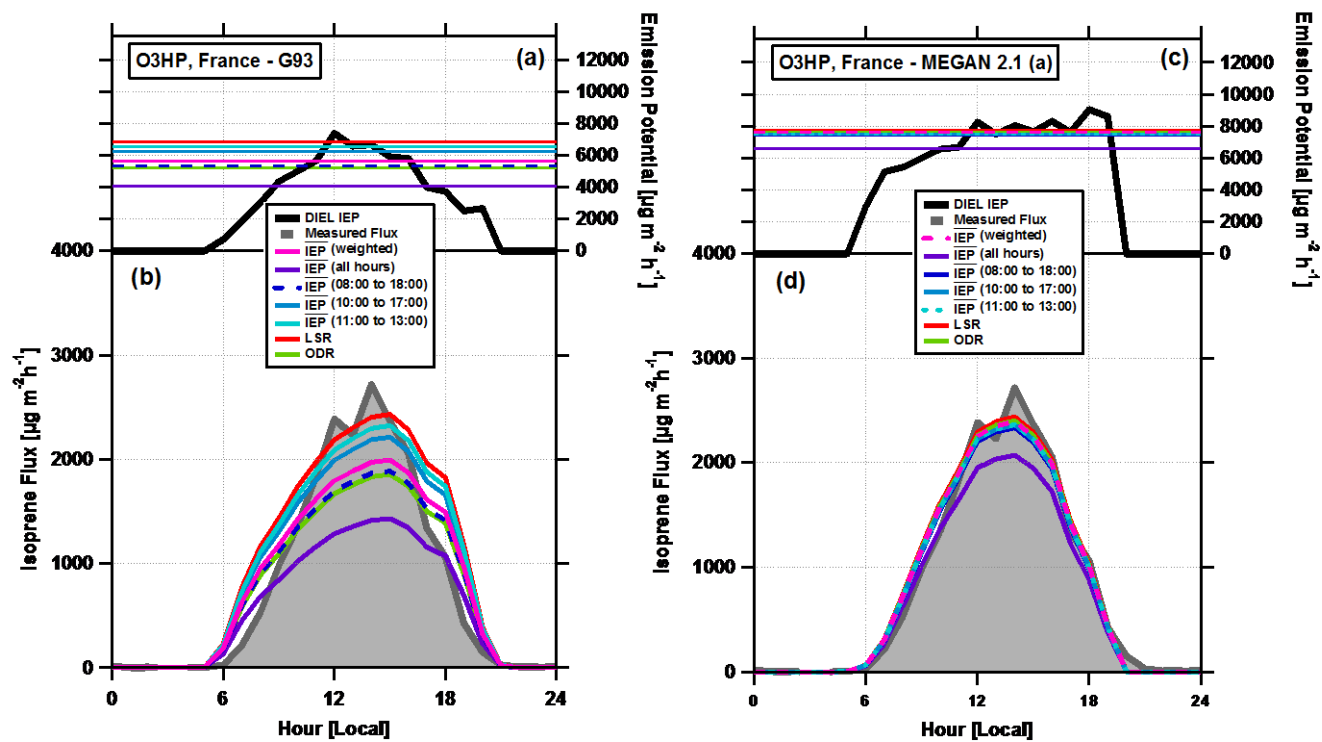 O3HP, France - G93
(a)
12000
10000
8000
6000
4000
2000
0
Emission Potential [µg m-2 h-1]
DIEL IEP
Measured Flux
IEP (weighted)
IEP (all hours)
IEP (08:00 to 18:00)
IEP (10:00 to 17:00)
IEP (11:00 to 13:00)
LSR
ODR
(b)
4000
3000
2000
1000
0
Isoprene Flux [µg m-2h-1]
0 6 12 18 24
Hour [Local]
O3HP, France - MEGAN 2.1 (a)
(c)
12000
10000
8000
6000
4000
2000
0
Emission Potential [µg m-2 h-1]
DIEL IEP
Measured Flux
IEP (weighted)
IEP (all hours)
IEP (08:00 to 18:00)
IEP (10:00 to 17:00)
IEP (11:00 to 13:00)
LSR
ODR
(d)
4000
3000
2000
1000
0
Isoprene Flux [µg m-2h-1]
0 6 12 18 24
Hour [Local]